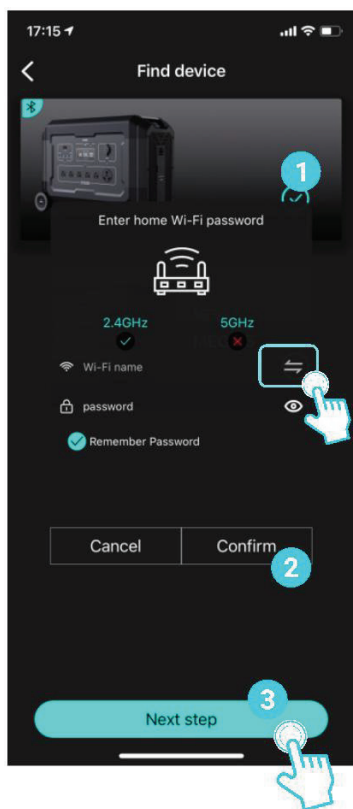 17:15
Find device
1
Enter home Wi-Fi password
2.4GHz 5GHz
Wi-Fi name
password
Remember Password
Cancel Confirm
2
3
Next step